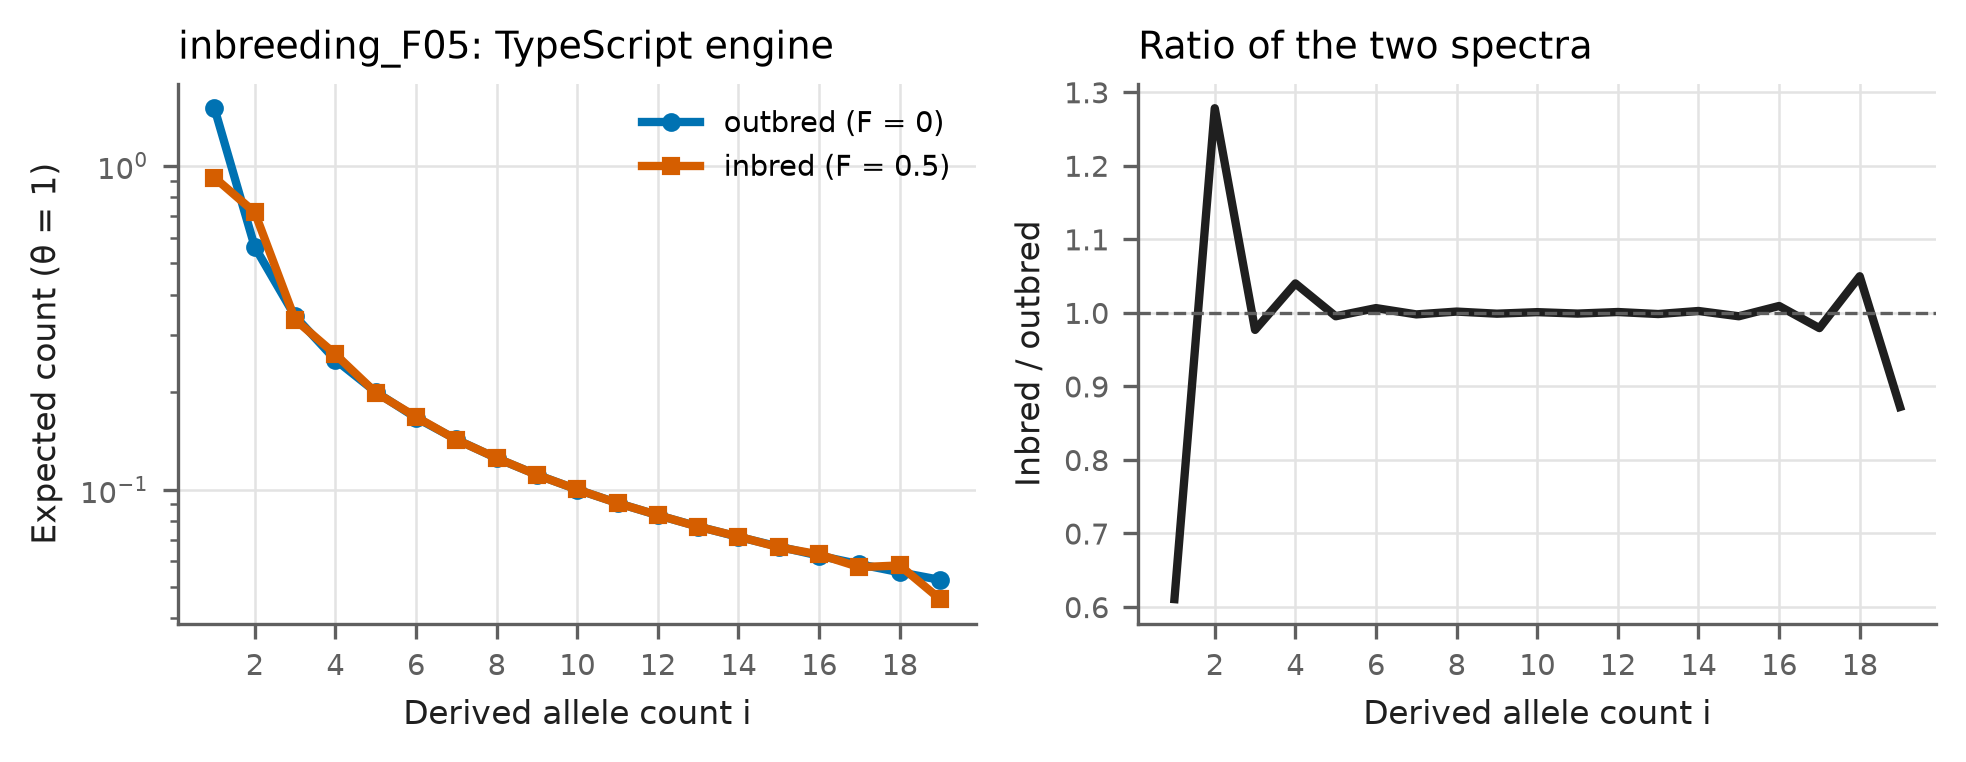 inbreeding_F05: TypeScript engine
Expected count (θ = 1)
10⁰
10⁻¹
outbred (F = 0)
inbred (F = 0.5)
2 4 6 8 10 12 14 16 18
Derived allele count i
Ratio of the two spectra
Inbred / outbred
1.3
1.2
1.1
1.0
0.9
0.8
0.7
0.6
2 4 6 8 10 12 14 16 18
Derived allele count i